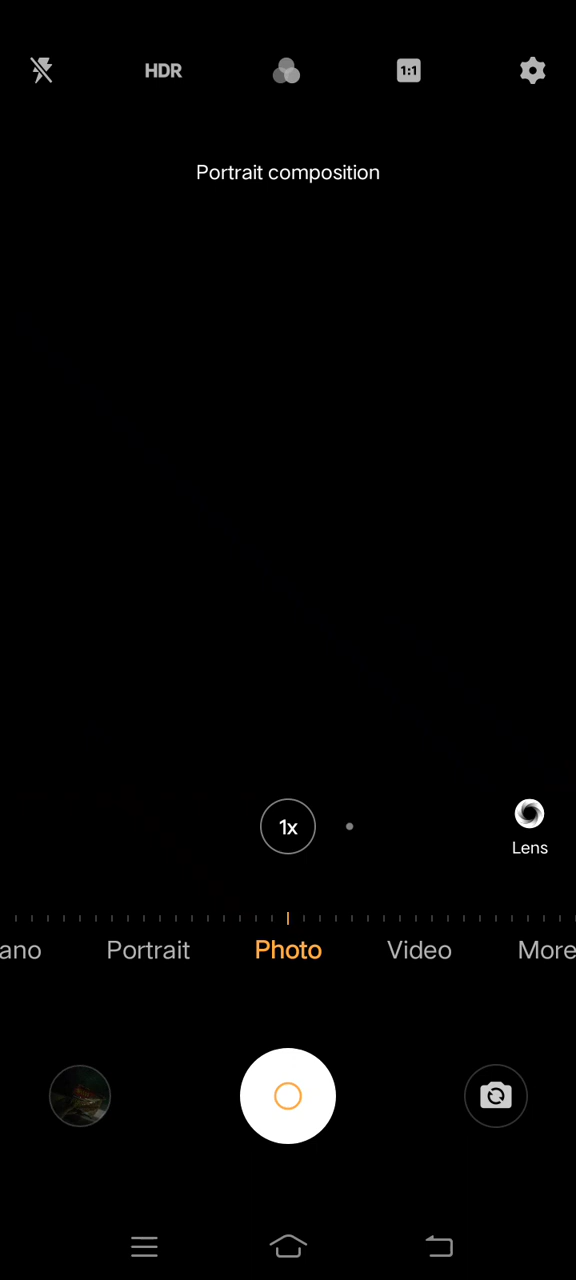 HDR
1:1
Portrait composition
1x
Lens
ano Portrait Photo Video More